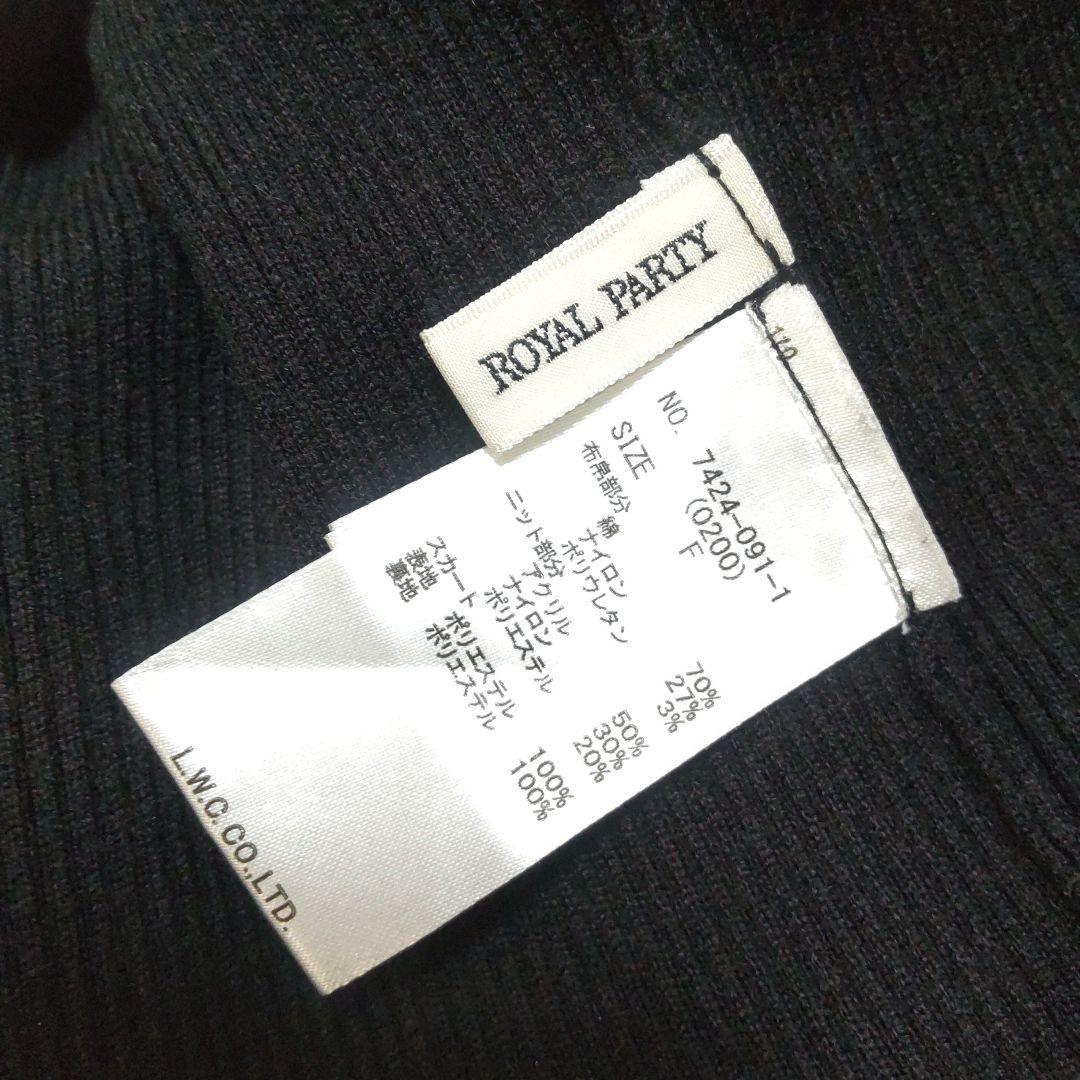 ROYAL PARTY
NO. 7424-091-1
(0200)
SIZE F
布帛部分 綿 70%
ナイロン 27%
ポリウレタン 3%
ニット部分 アクリル 50%
ナイロン 30%
ポリエステル 20%
スカート
表地 ポリエステル 100%
裏地 ポリエステル 100%
L.W.C.CO.,LTD.